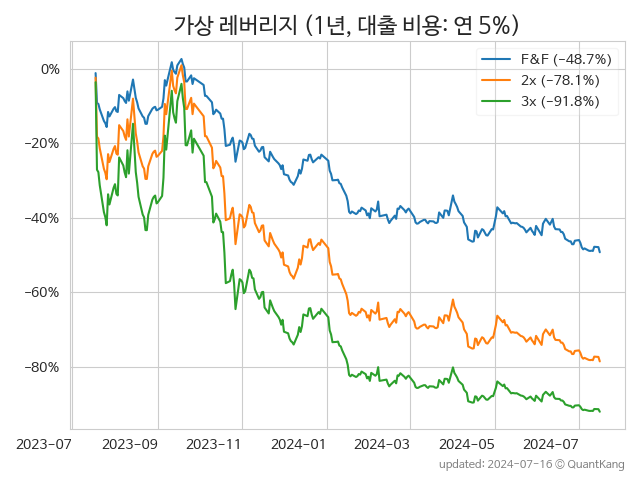 가상 레버리지 (1년, 대출 비용: 연 5%)
F&F (−48.7%)
2x (−78.1%)
3x (−91.8%)
0%
−20%
−40%
−60%
−80%
2023-07 2023-09 2023-11 2024-01 2024-03 2024-05 2024-07
updated: 2024-07-16 © QuantKang